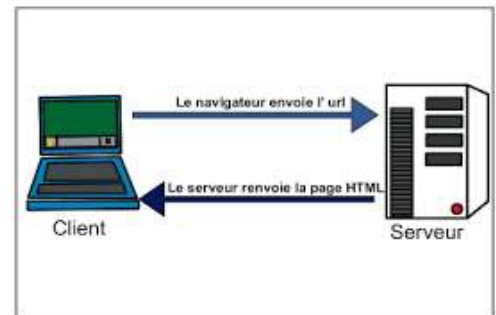 Le navigateur envoie l' url
Le serveur renvoie la page HTML
Client
Serveur